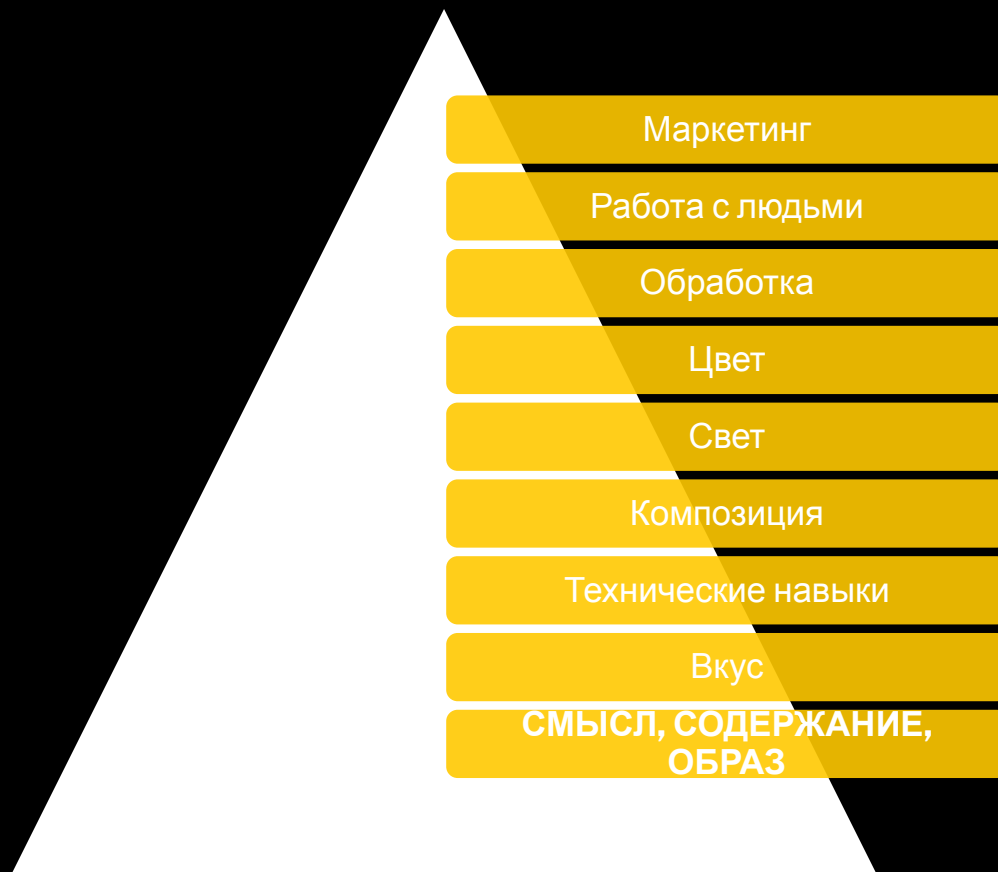 Маркетинг
Работа с людьми
Обработка
Цвет
Свет
Композиция
Технические навыки
Вкус
СМЫСЛ, СОДЕРЖАНИЕ,
ОБРАЗ